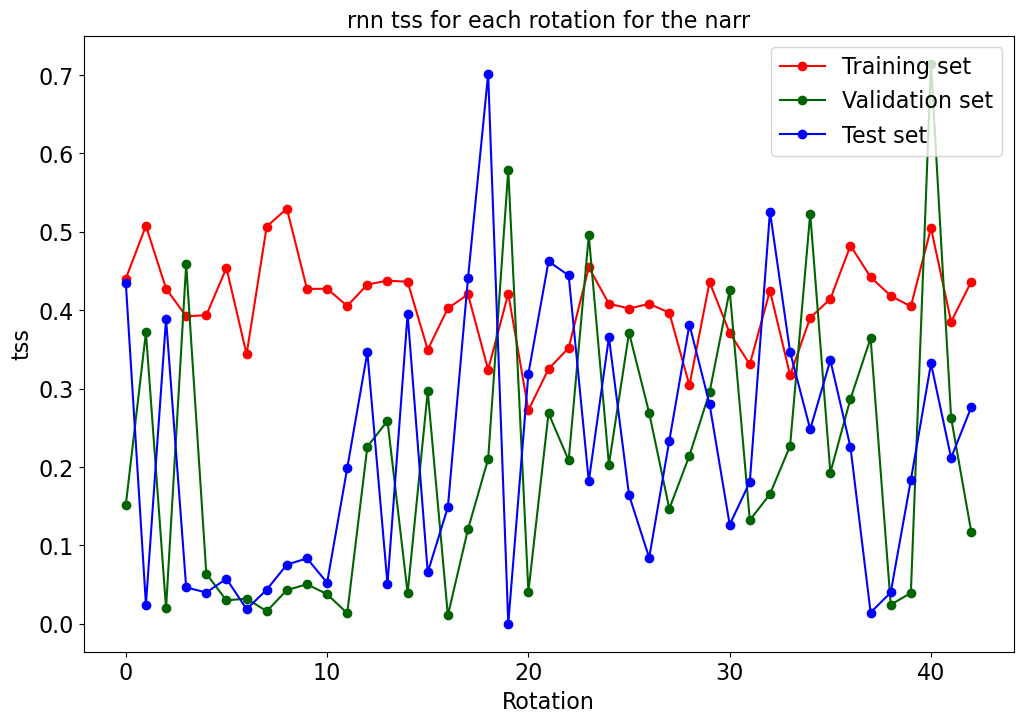 rnn tss for each rotation for the narr
Training set
Validation set
Test set
tss
0.7
0.6
0.5
0.4
0.3
0.2
0.1
0.0
0 10 20 30 40
Rotation